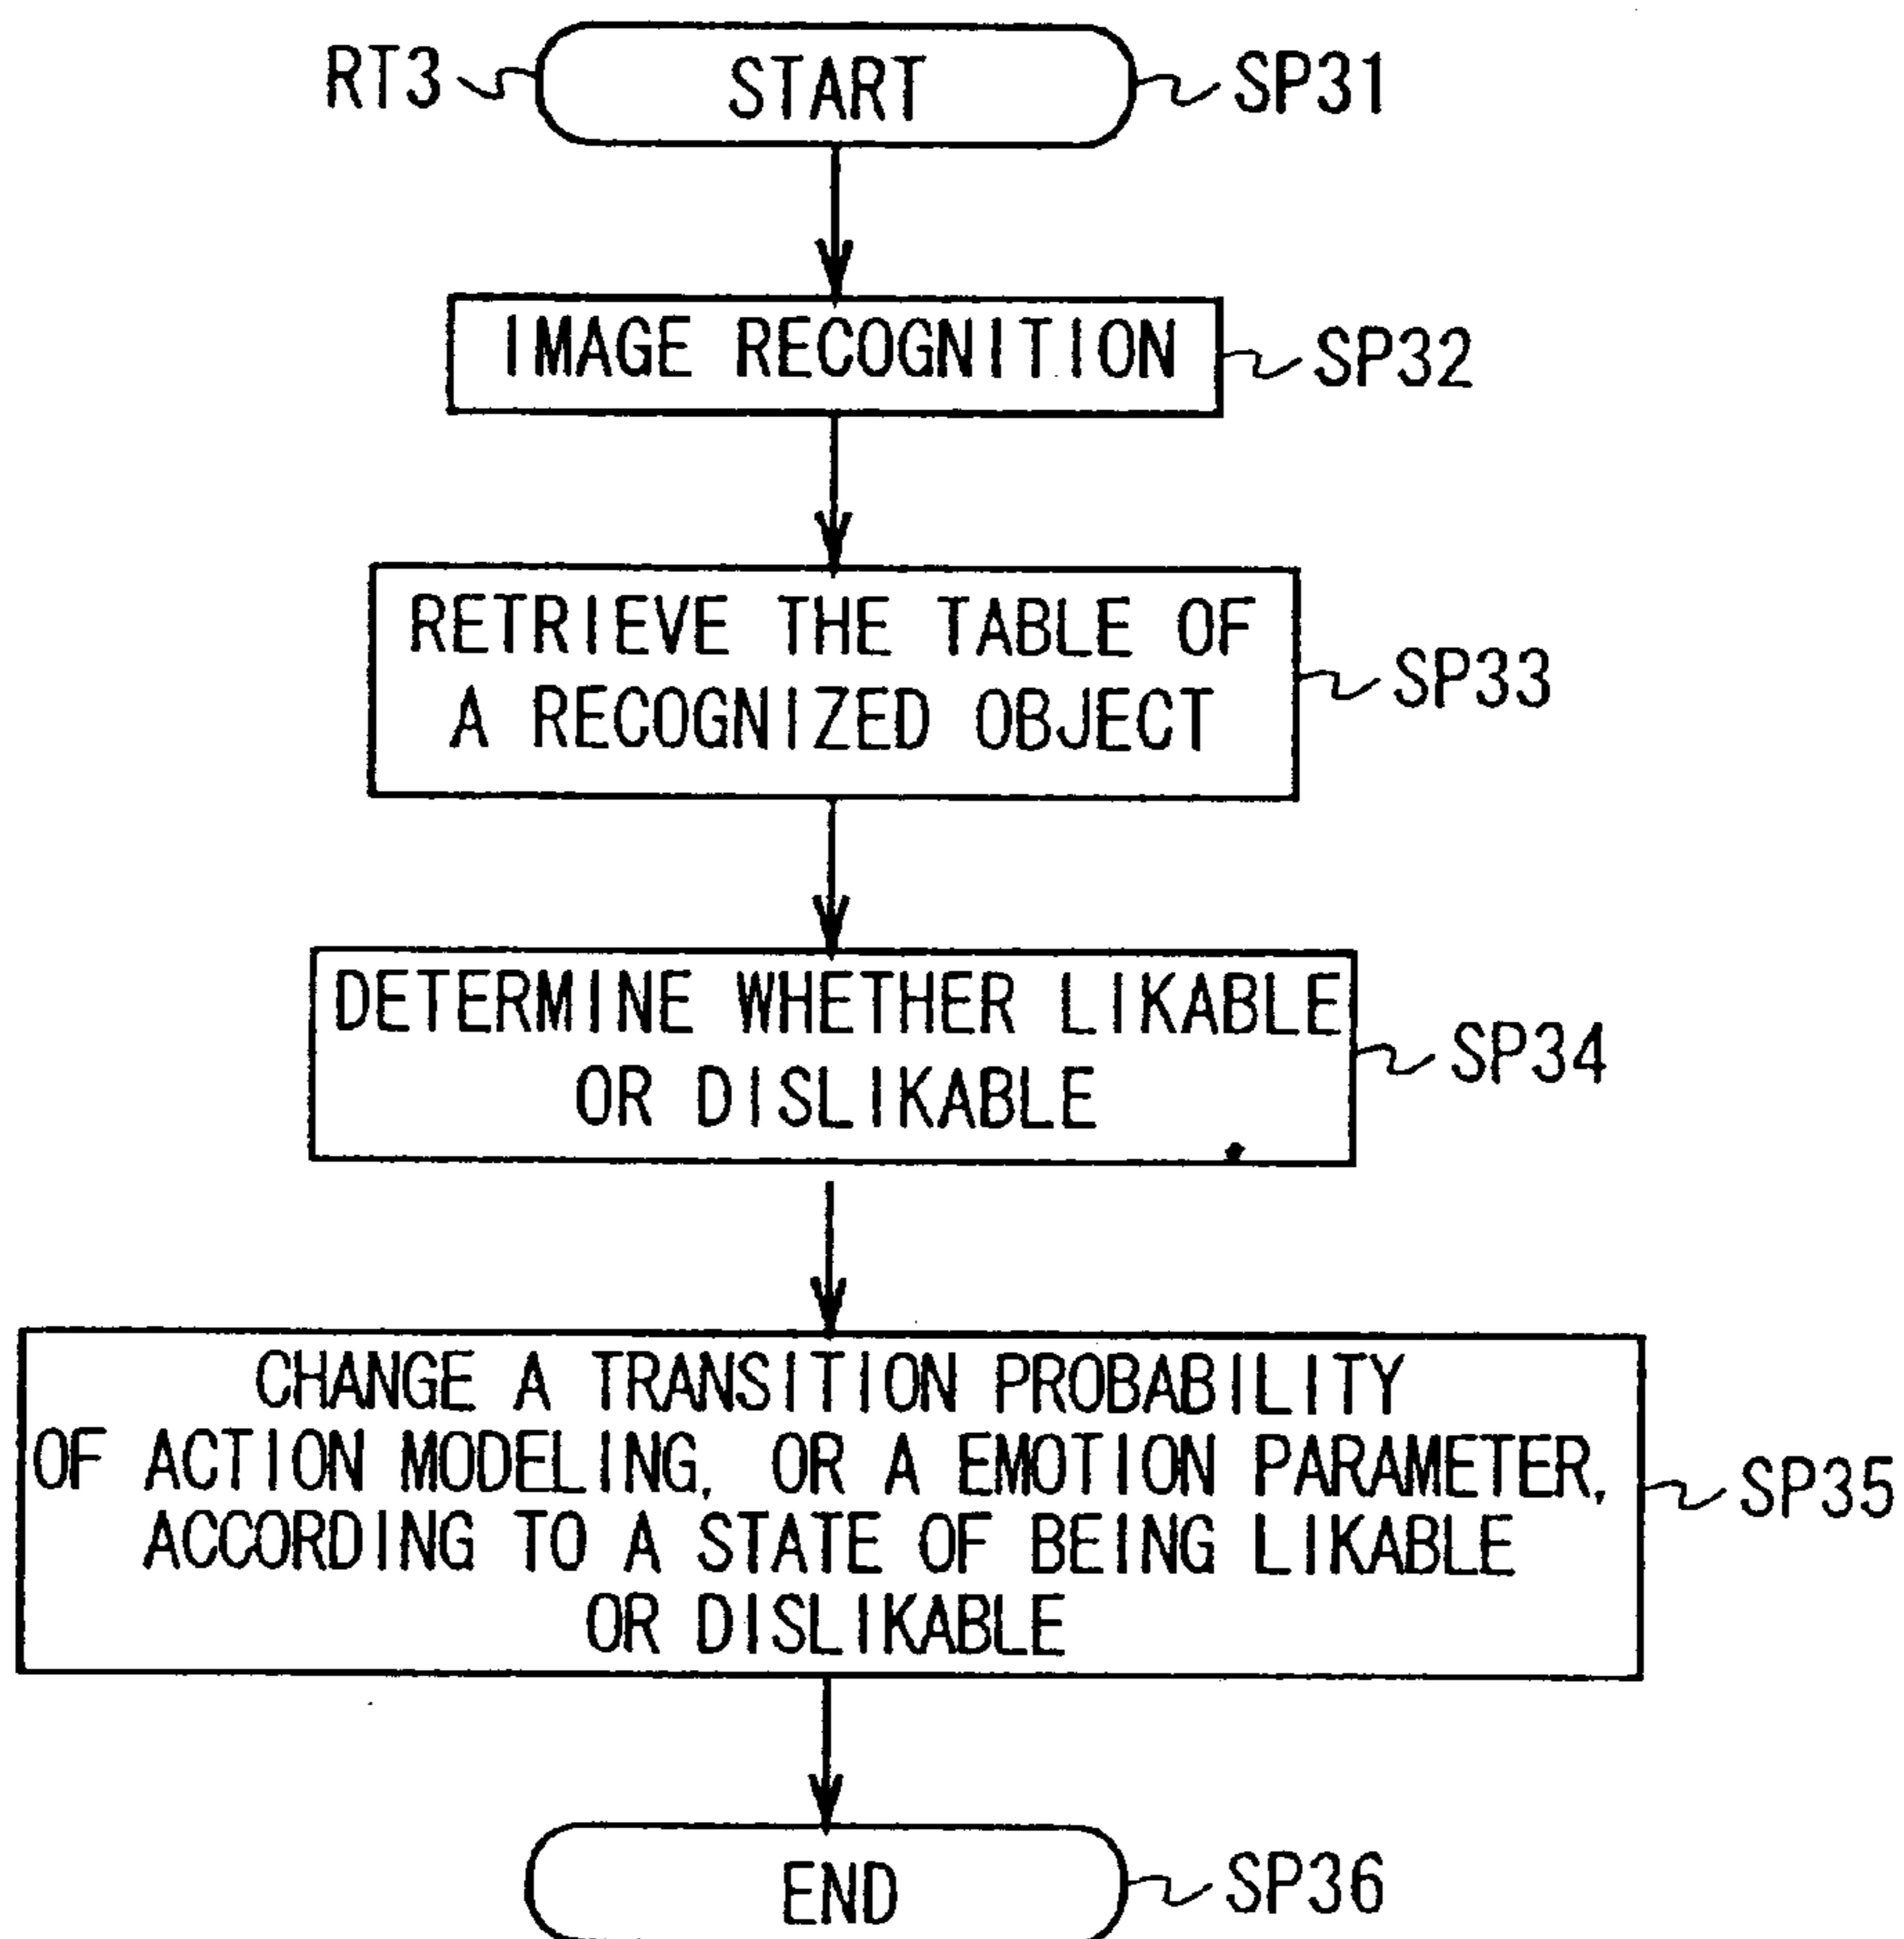 RT3 START SP31
IMAGE RECOGNITION SP32
RETRIEVE THE TABLE OF
A RECOGNIZED OBJECT
SP33
DETERMINE WHETHER LIKABLE
OR DISLIKABLE
SP34
CHANGE A TRANSITION PROBABILITY
OF ACTION MODELING, OR A EMOTION PARAMETER,
ACCORDING TO A STATE OF BEING LIKABLE
OR DISLIKABLE
SP35
END SP36